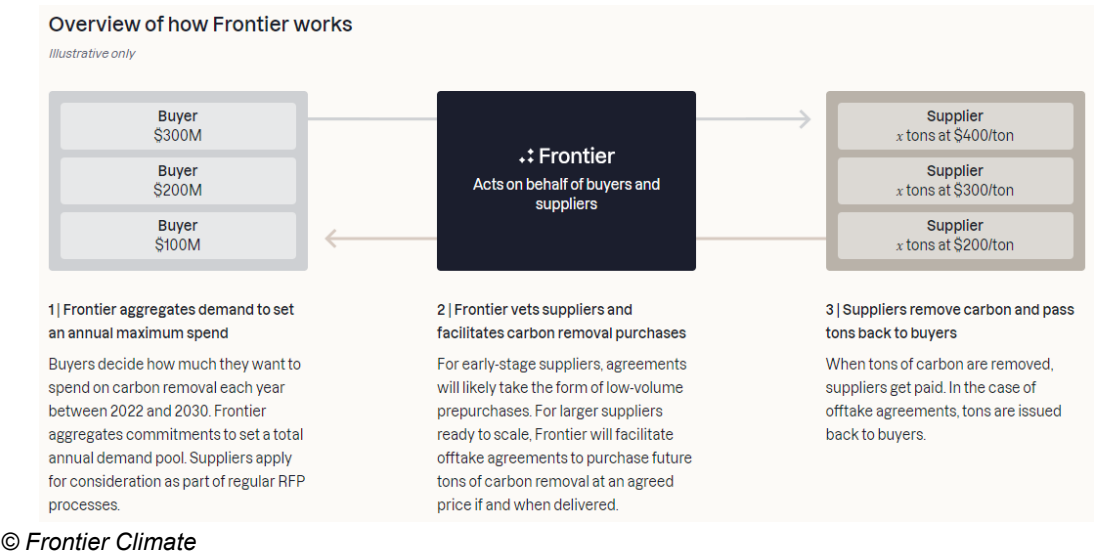 Overview of how Frontier works
Illustrative only
Buyer
$300M
Buyer
$200M
Buyer
$100M
Frontier
Acts on behalf of buyers and
suppliers
Supplier
x tons at $400/ton
Supplier
x tons at $300/ton
Supplier
x tons at $200/ton
1 | Frontier aggregates demand to set
an annual maximum spend
Buyers decide how much they want to
spend on carbon removal each year
between 2022 and 2030. Frontier
aggregates commitments to set a total
annual demand pool. Suppliers apply
for consideration as part of regular RFP
processes.
2 | Frontier vets suppliers and
facilitates carbon removal purchases
For early-stage suppliers, agreements
will likely take the form of low-volume
prepurchases. For larger suppliers
ready to scale, Frontier will facilitate
offtake agreements to purchase future
tons of carbon removal at an agreed
price if and when delivered.
3 | Suppliers remove carbon and pass
tons back to buyers
When tons of carbon are removed,
suppliers get paid. In the case of
offtake agreements, tons are issued
back to buyers.
© Frontier Climate